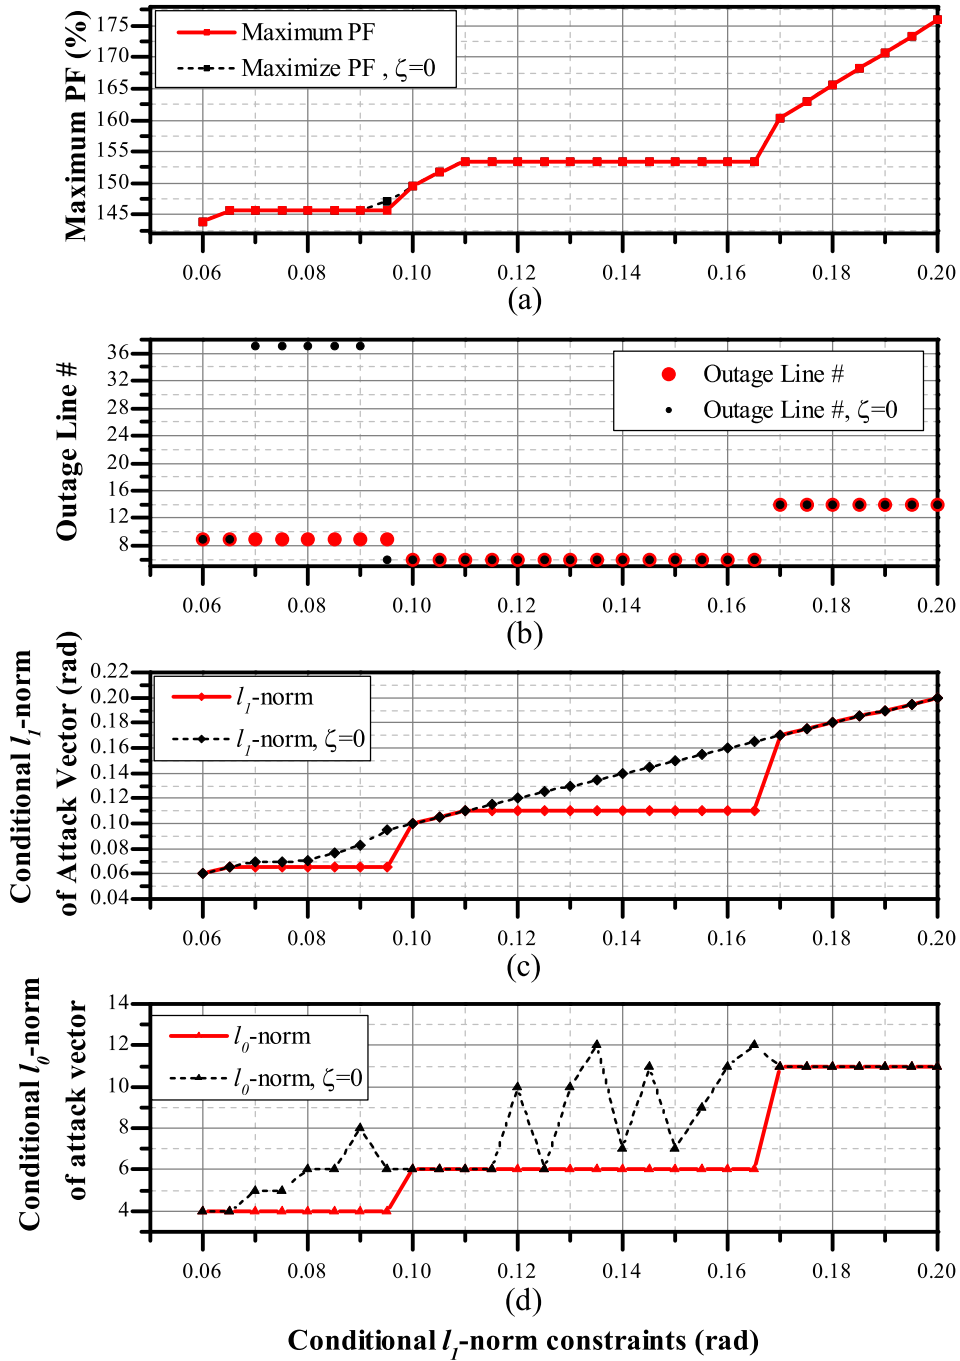 Maximum PF (%)
175
170
165
160
155
150
145
Maximum PF
Maximize PF , ζ=0
0.06 0.08 0.10 0.12 0.14 0.16 0.18 0.20
(a)
Outage Line #
36
32
28
24
20
16
12
8
Outage Line #
Outage Line #, ζ=0
0.06 0.08 0.10 0.12 0.14 0.16 0.18 0.20
(b)
Conditional l1-norm
of Attack Vector (rad)
0.22
0.20
0.18
0.16
0.14
0.12
0.10
0.08
0.06
0.04
l1-norm
l1-norm, ζ=0
0.06 0.08 0.10 0.12 0.14 0.16 0.18 0.20
(c)
Conditional l0-norm
of attack vector
14
12
10
8
6
4
l0-norm
l0-norm, ζ=0
0.06 0.08 0.10 0.12 0.14 0.16 0.18 0.20
(d)
Conditional l1-norm constraints (rad)